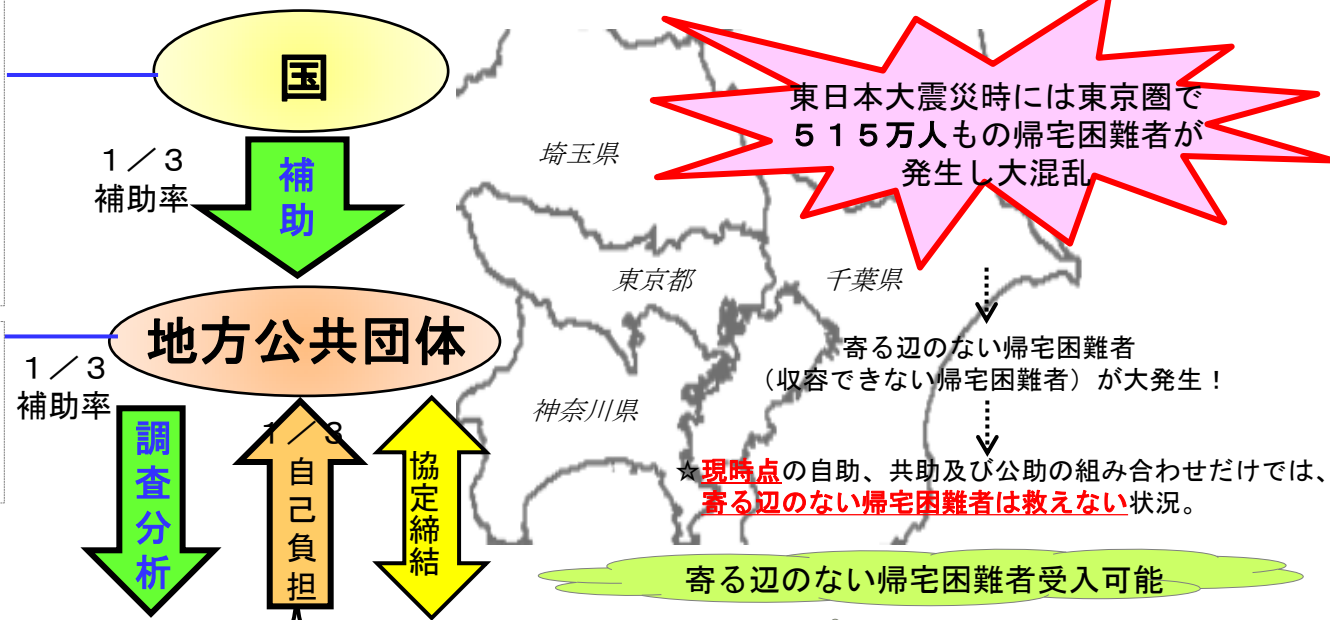 国
１／３
補助率
補助
地方公共団体
１／３
補助率
調査分析
１／３
自己負担
協定締結
埼玉県
東京都
千葉県
神奈川県
東日本大震災時には東京圏で
５１５万人もの帰宅困難者が
発生し大混乱
寄る辺のない帰宅困難者
（収容できない帰宅困難者）が大発生！
☆現時点の自助、共助及び公助の組み合わせだけでは、
寄る辺のない帰宅困難者は救えない状況。
寄る辺のない帰宅困難者受入可能